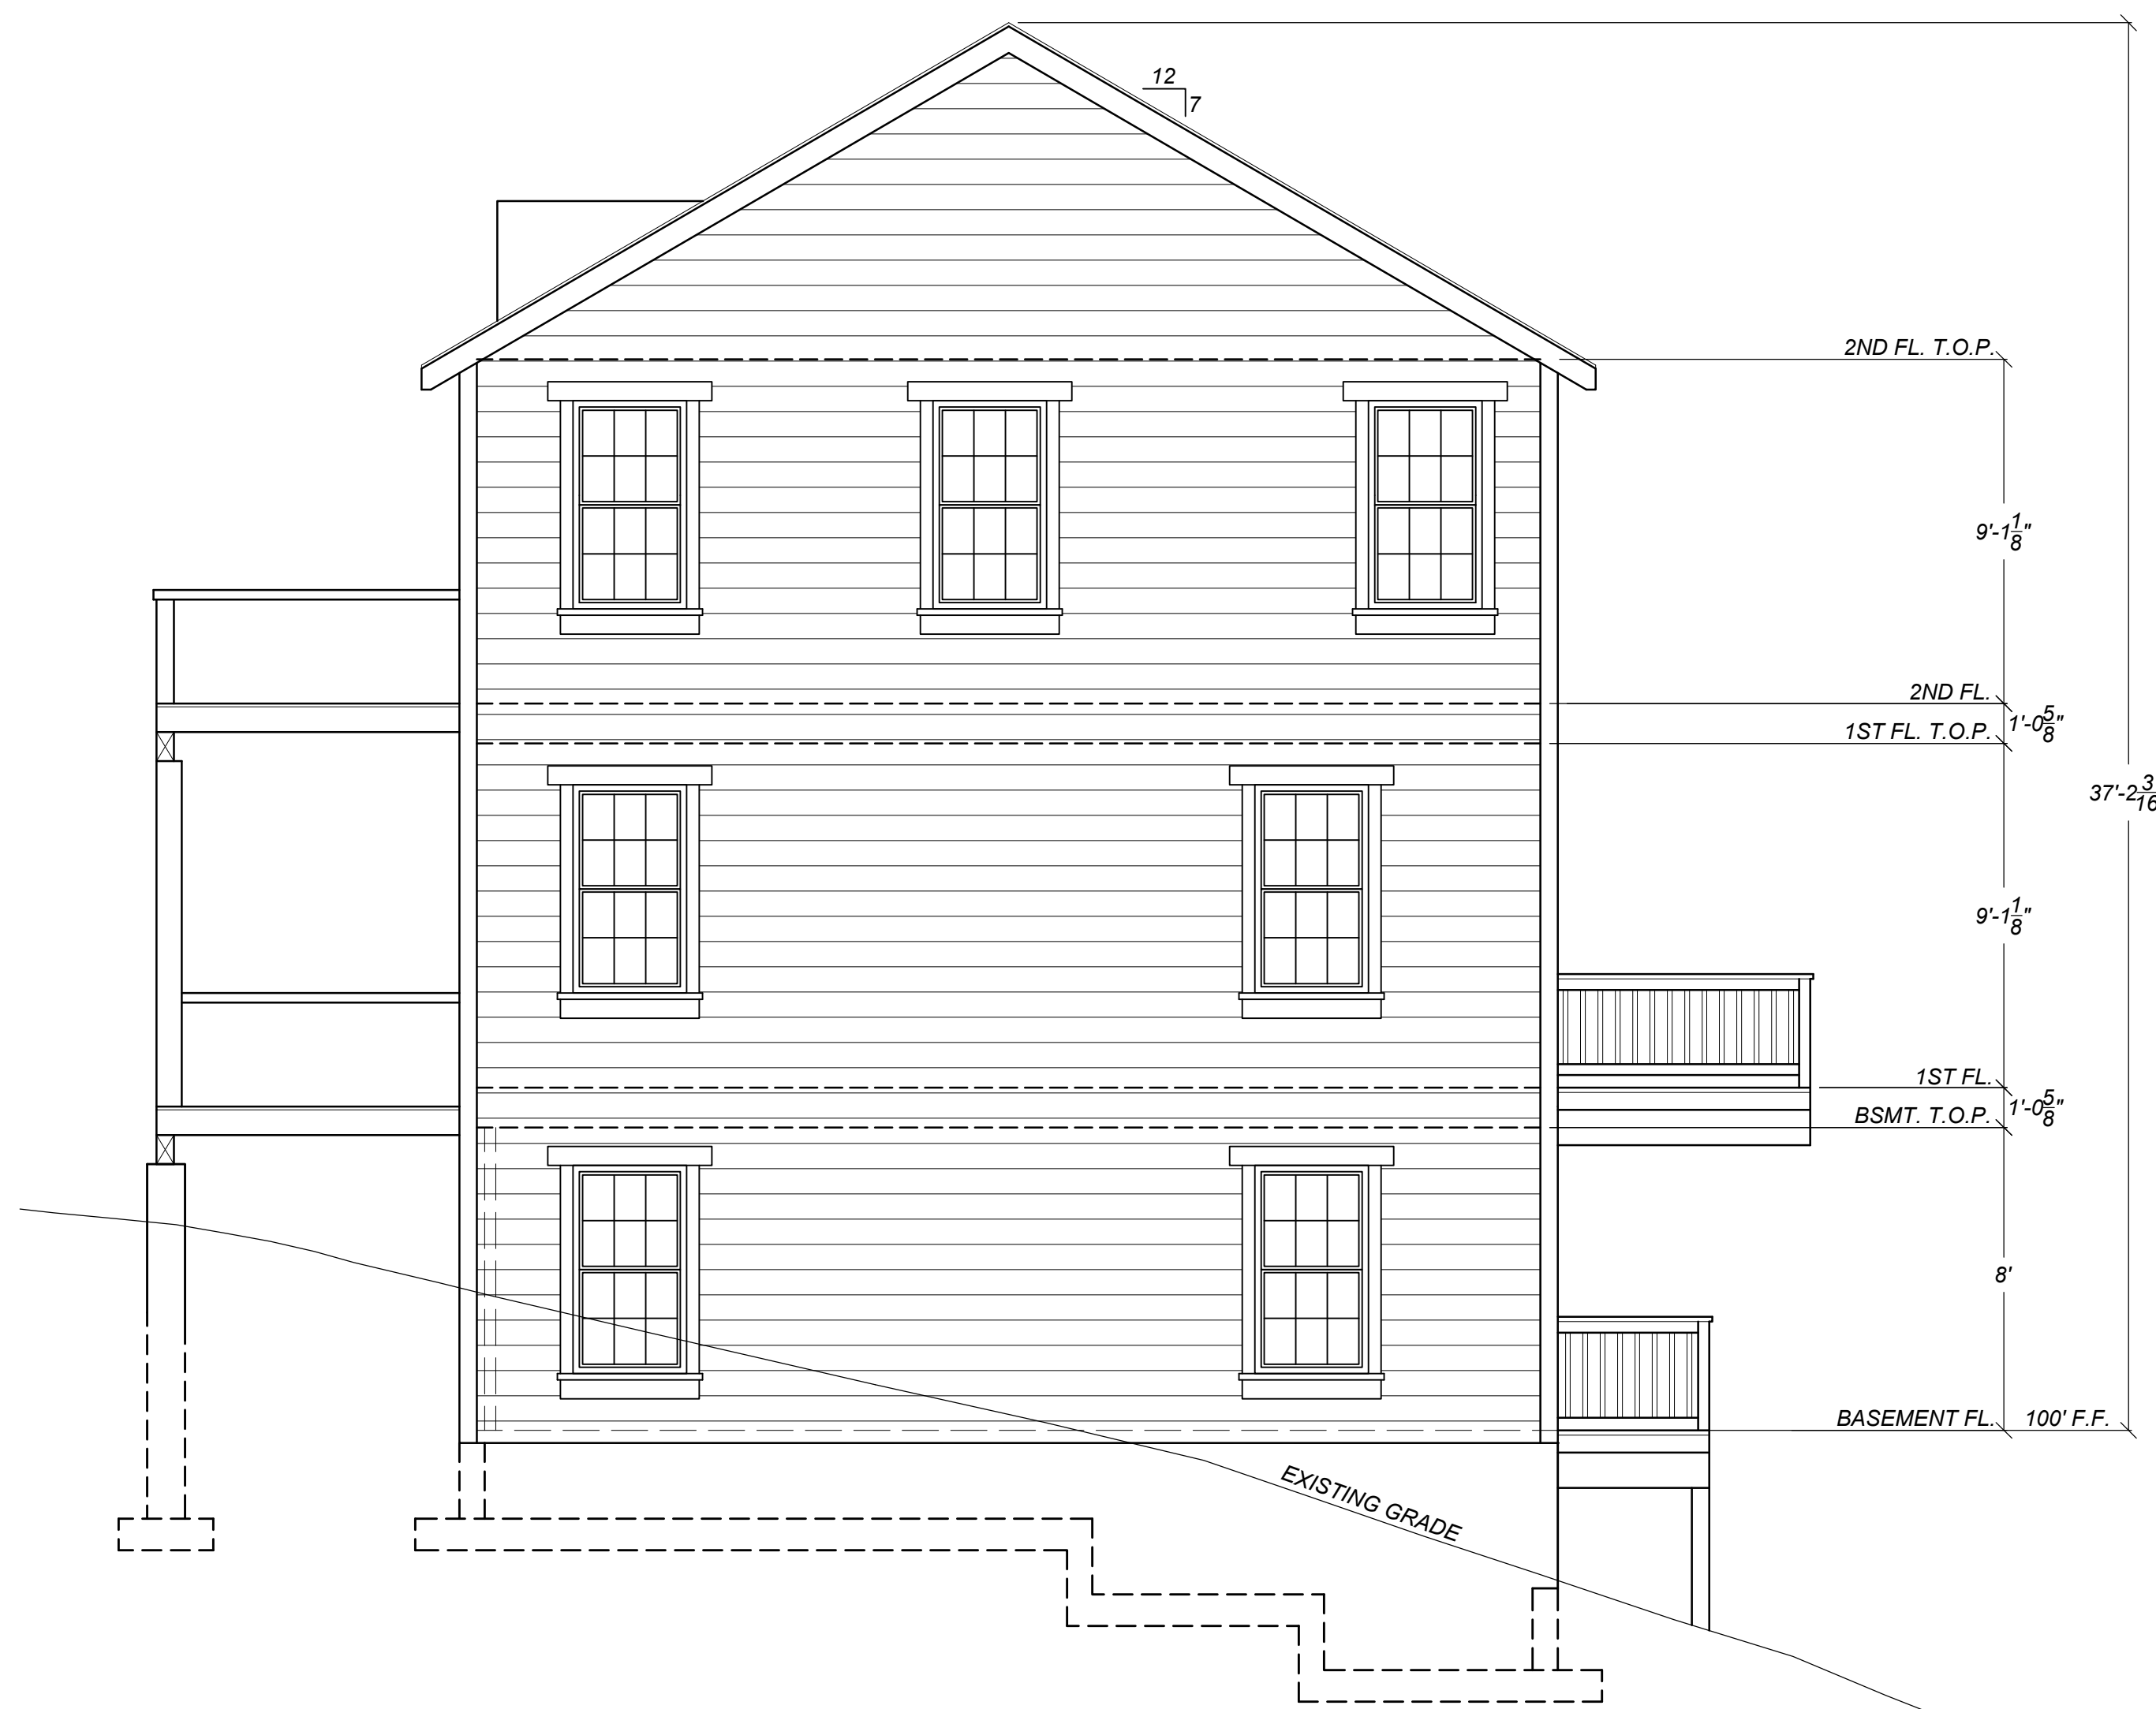 12
7
2ND FL. T.O.P.
9'-1 1/8"
2ND FL.
1'-0 5/8"
1ST FL. T.O.P.
37'-2 3/16
9'-1 1/8"
1ST FL.
1'-0 5/8"
BSMT. T.O.P.
8'
BASEMENT FL. 100' F.F.
EXISTING GRADE